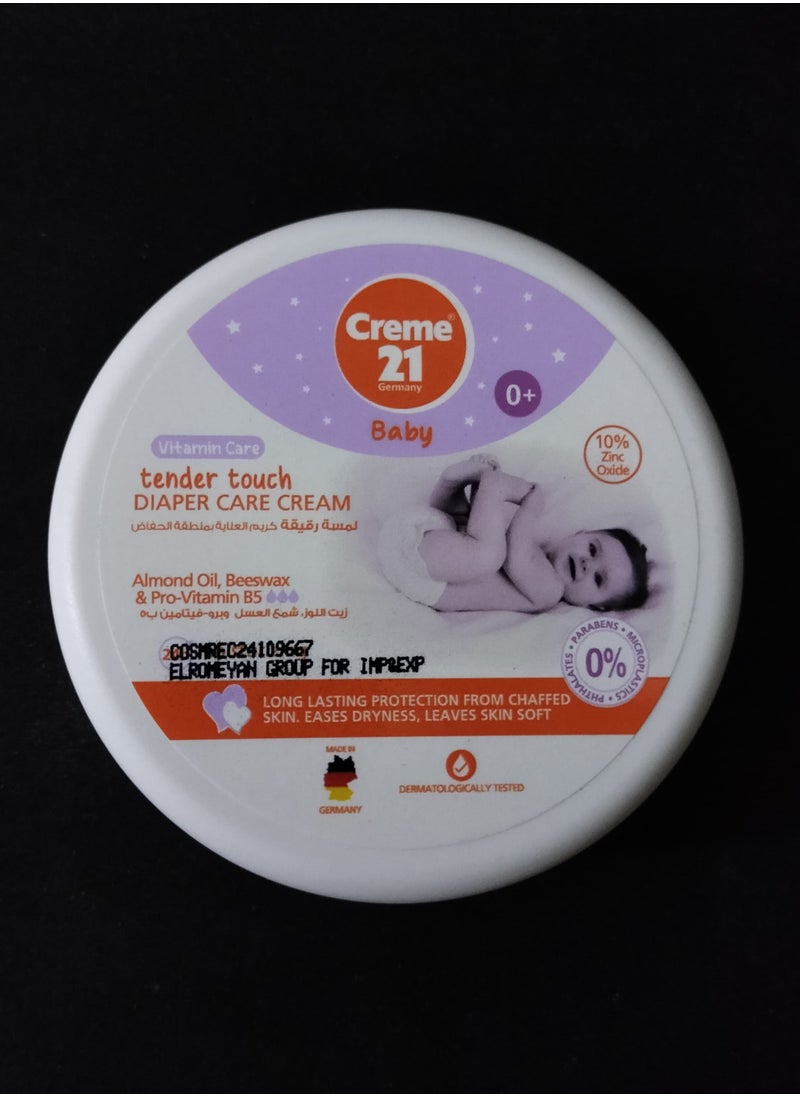 Creme®
21
Germany
0+
Baby
Vitamin Care
10%
Zinc
Oxide
tender touch
DIAPER CARE CREAM
لمسة رقيقة كريم العناية بمنطقة الحفاض
Almond Oil, Beeswax
& Pro-Vitamin B5
زيت اللوز، شمع العسل وبرو-فيتامين ب٥
COSMREC24109667
ELROMEYAN GROUP FOR IMP&EXP
PHTHALATES • PARABENS • MICROPLASTICS •
0%
LONG LASTING PROTECTION FROM CHAFFED
SKIN. EASES DRYNESS, LEAVES SKIN SOFT
MADE IN
GERMANY
DERMATOLOGICALLY TESTED